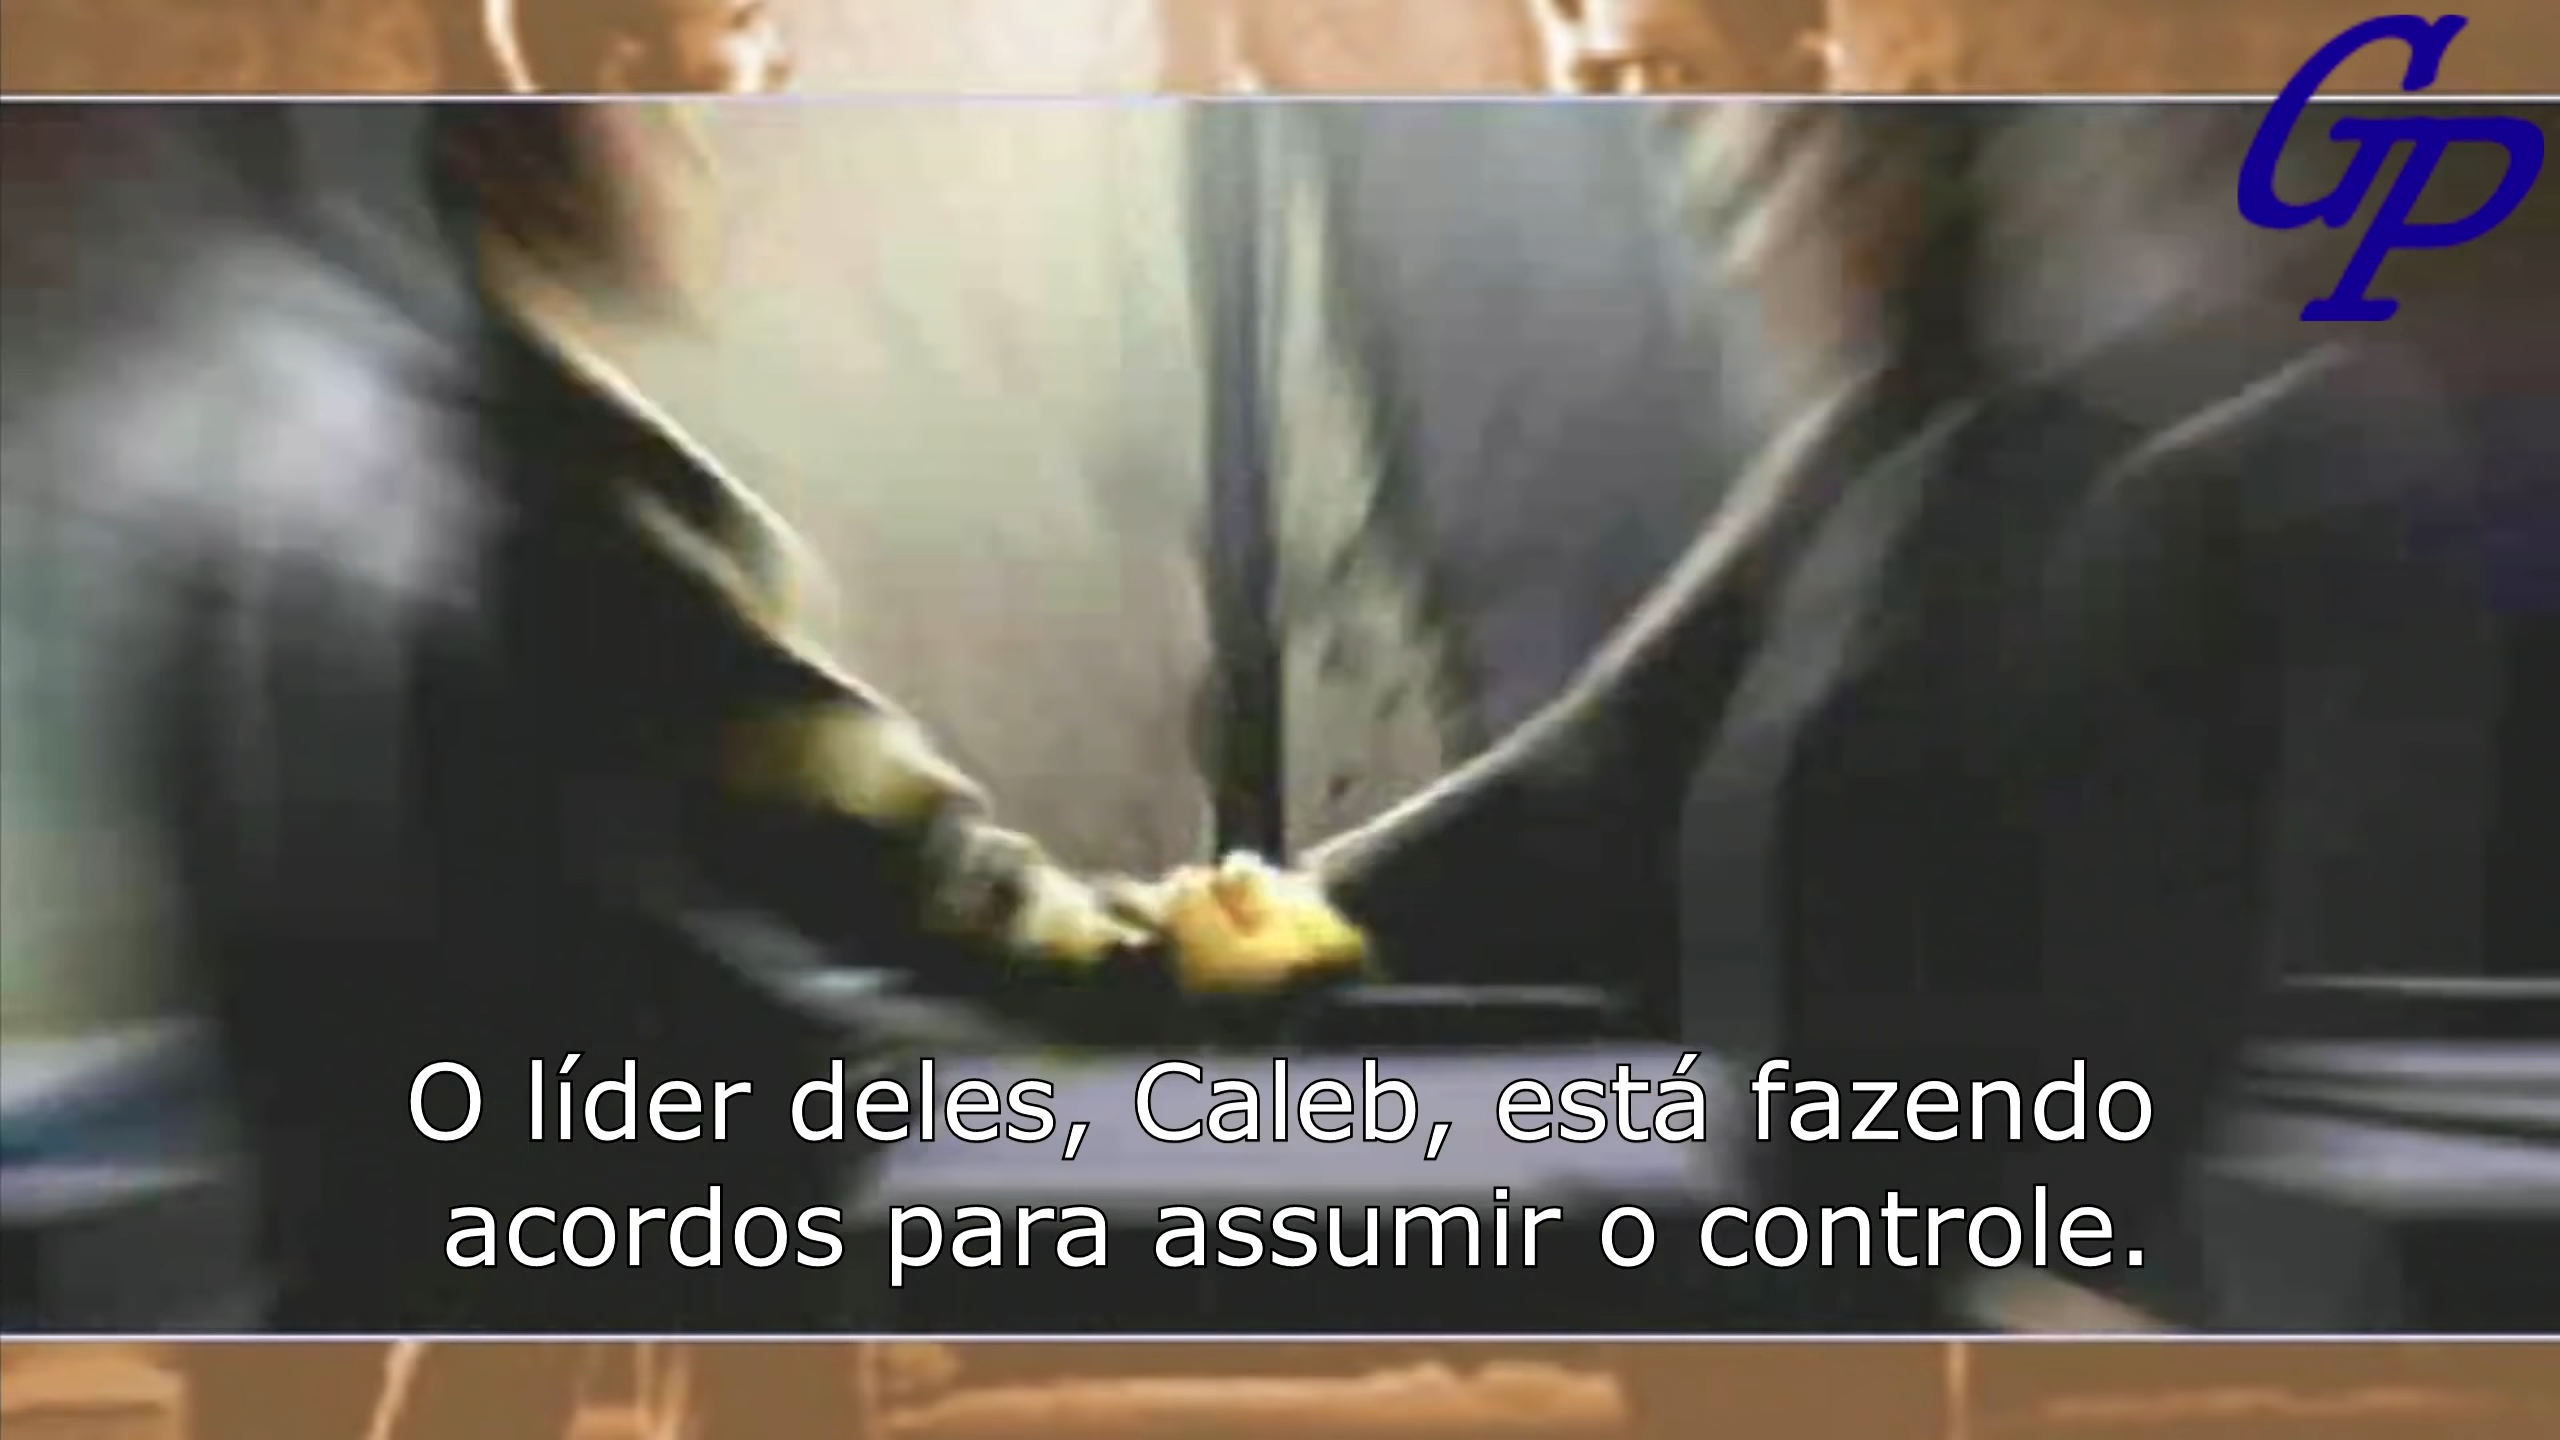 GP
O líder deles, Caleb, está fazendo
acordos para assumir o controle.